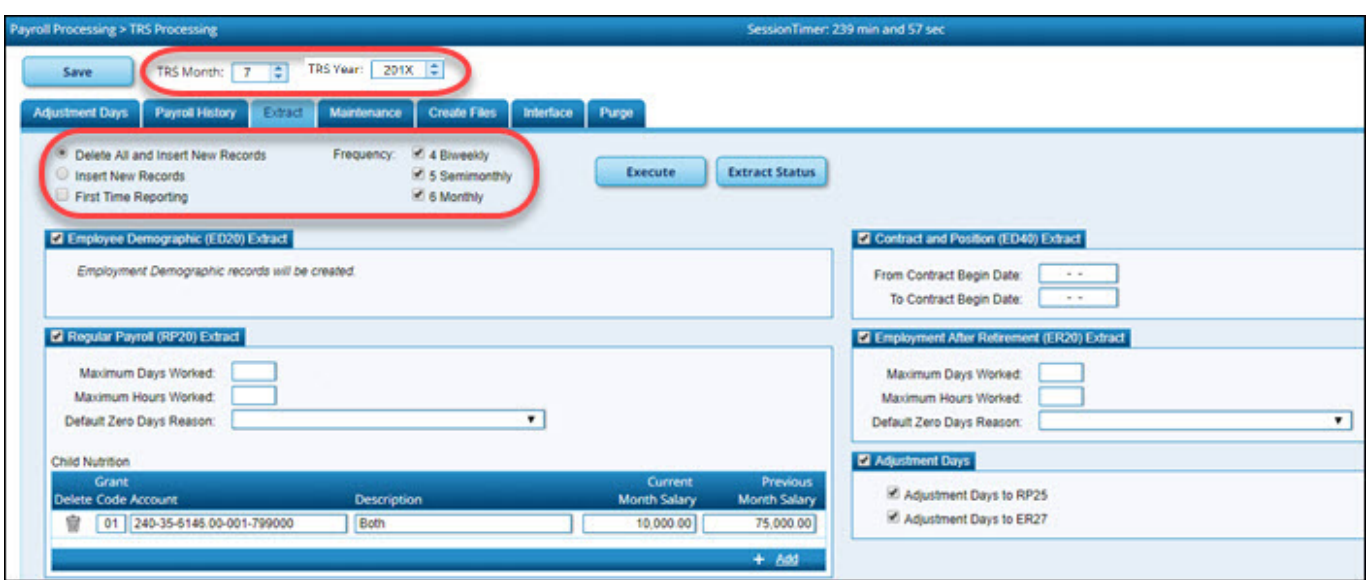 Payroll Processing > TRS Processing SessionTimer: 239 min and 57 sec
Save TRS Month: 7 TRS Year: 201X
Adjustment Days Payroll History Extract Maintenance Create Files Interface Purge
Delete All and Insert New Records Frequency: 4 Biweekly
Insert New Records 5 Semimonthly Execute Extract Status
First Time Reporting 6 Monthly
Employee Demographic (ED20) Extract
Employment Demographic records will be created.
Contract and Position (ED40) Extract
From Contract Begin Date: - -
To Contract Begin Date: - -
Regular Payroll (RP20) Extract
Maximum Days Worked:
Maximum Hours Worked:
Default Zero Days Reason:
Employment After Retirement (ER20) Extract
Maximum Days Worked:
Maximum Hours Worked:
Default Zero Days Reason:
Child Nutrition
Grant Current Previous
Delete Code Account Description Month Salary Month Salary
01 240-35-6146.00-001-799000 Both 10,000.00 75,000.00
+ Add
Adjustment Days
Adjustment Days to RP25
Adjustment Days to ER27